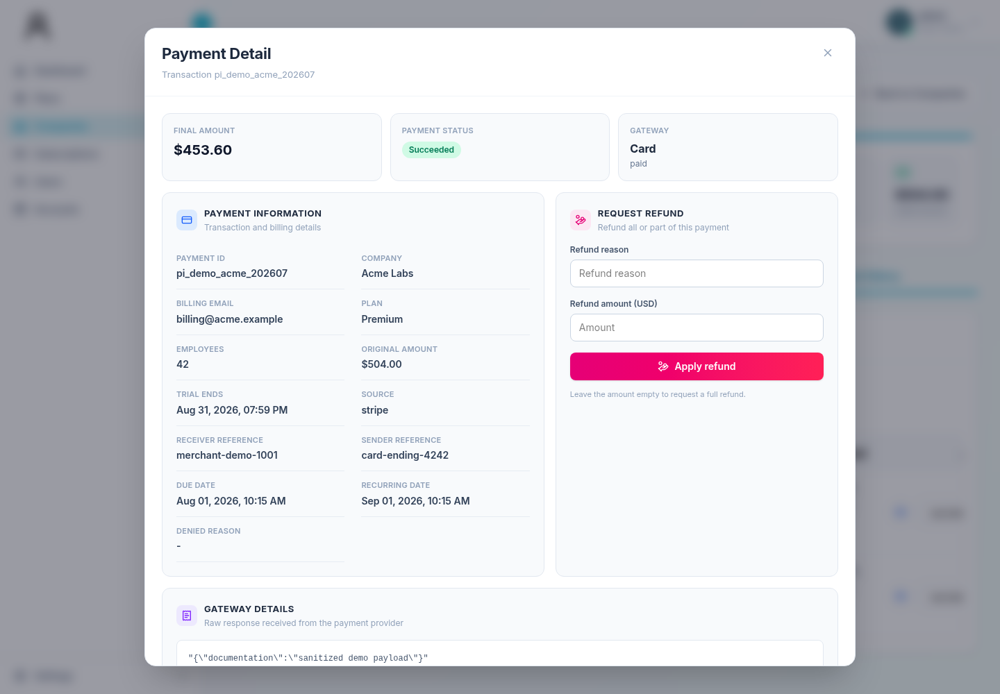 Payment Detail
Transaction pi_demo_acme_202607
FINAL AMOUNT
$453.60
PAYMENT STATUS
Succeeded
GATEWAY
Card
paid
PAYMENT INFORMATION
Transaction and billing details
PAYMENT ID
pi_demo_acme_202607
COMPANY
Acme Labs
BILLING EMAIL
billing@acme.example
PLAN
Premium
EMPLOYEES
42
ORIGINAL AMOUNT
$504.00
TRIAL ENDS
Aug 31, 2026, 07:59 PM
SOURCE
stripe
RECEIVER REFERENCE
merchant-demo-1001
SENDER REFERENCE
card-ending-4242
DUE DATE
Aug 01, 2026, 10:15 AM
RECURRING DATE
Sep 01, 2026, 10:15 AM
DENIED REASON
-
REQUEST REFUND
Refund all or part of this payment
Refund reason
Refund reason
Refund amount (USD)
Amount
Apply refund
Leave the amount empty to request a full refund.
GATEWAY DETAILS
Raw response received from the payment provider
"{\"documentation\":\"sanitized demo payload\"}"